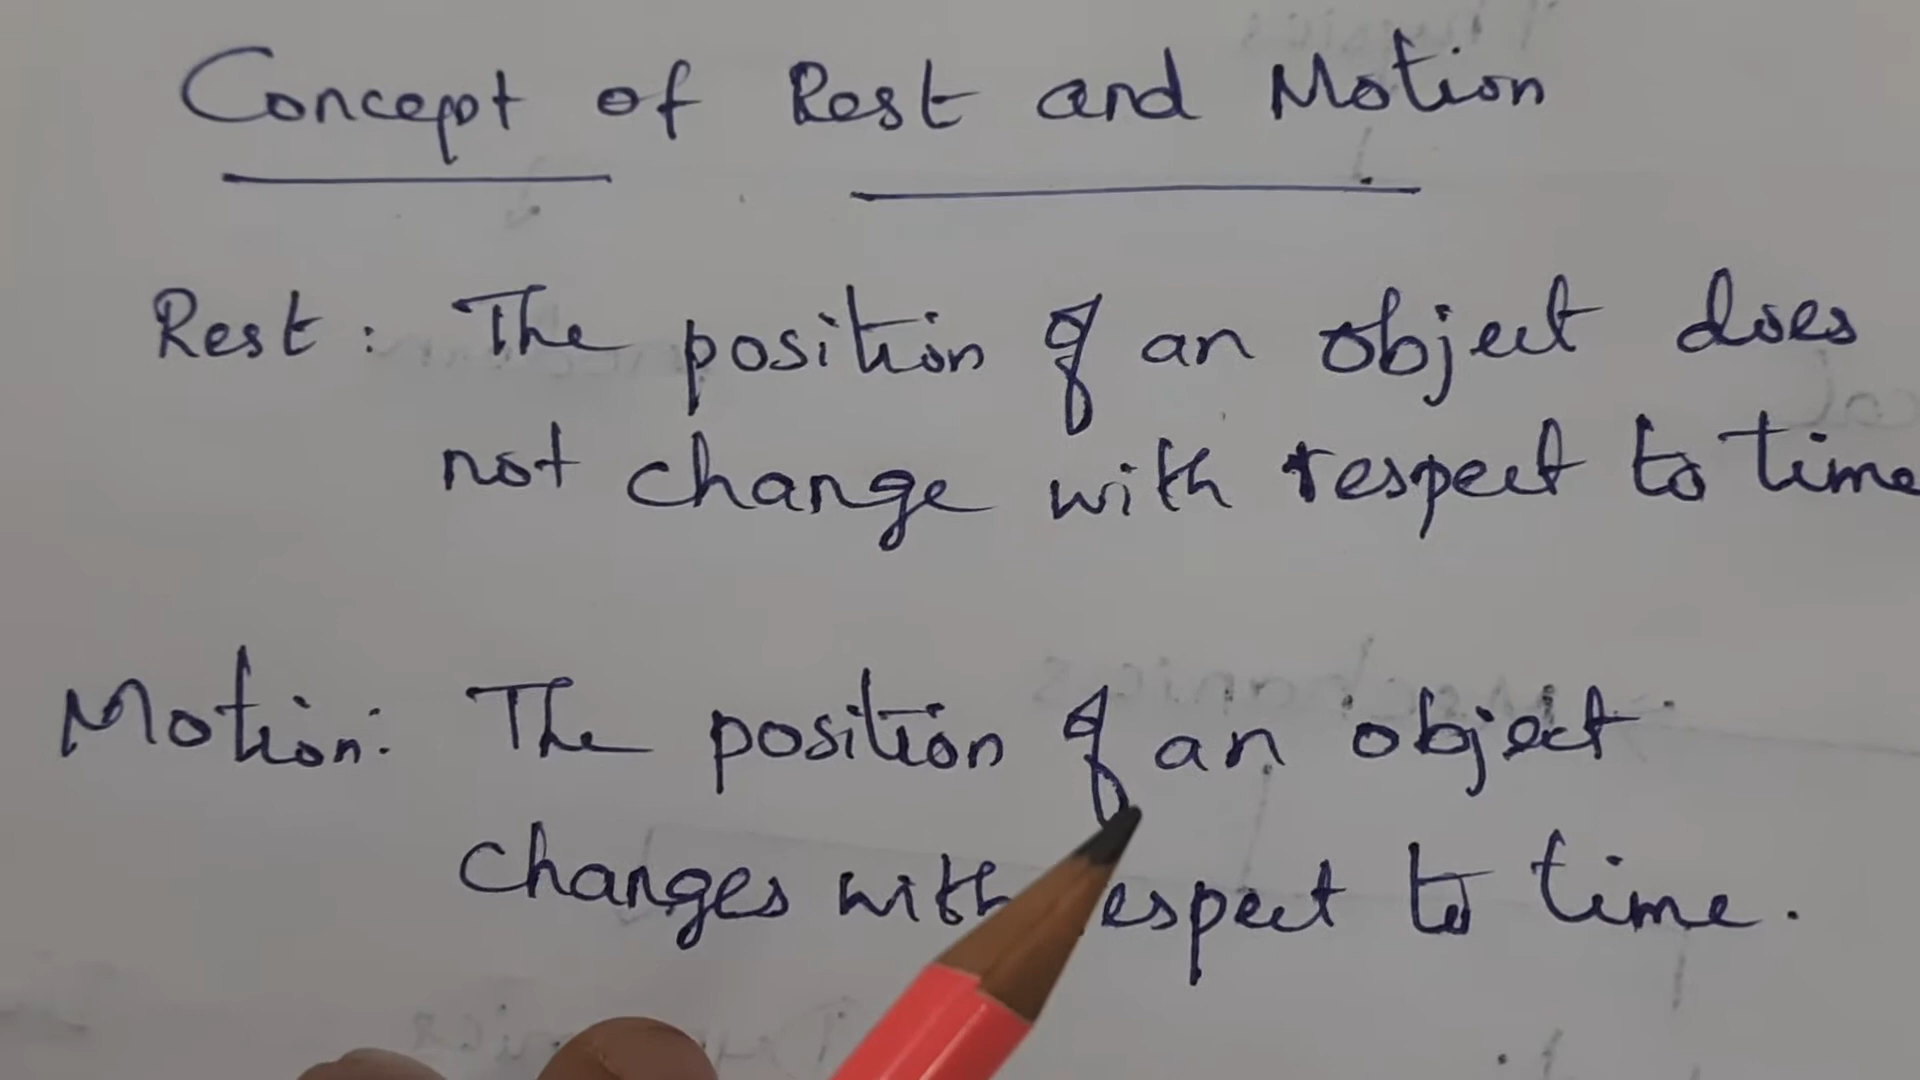 Concept of Rest and Motion
Rest: The position of an object does
not change with respect to time
Motion: The position of an object
changes with respect to time.